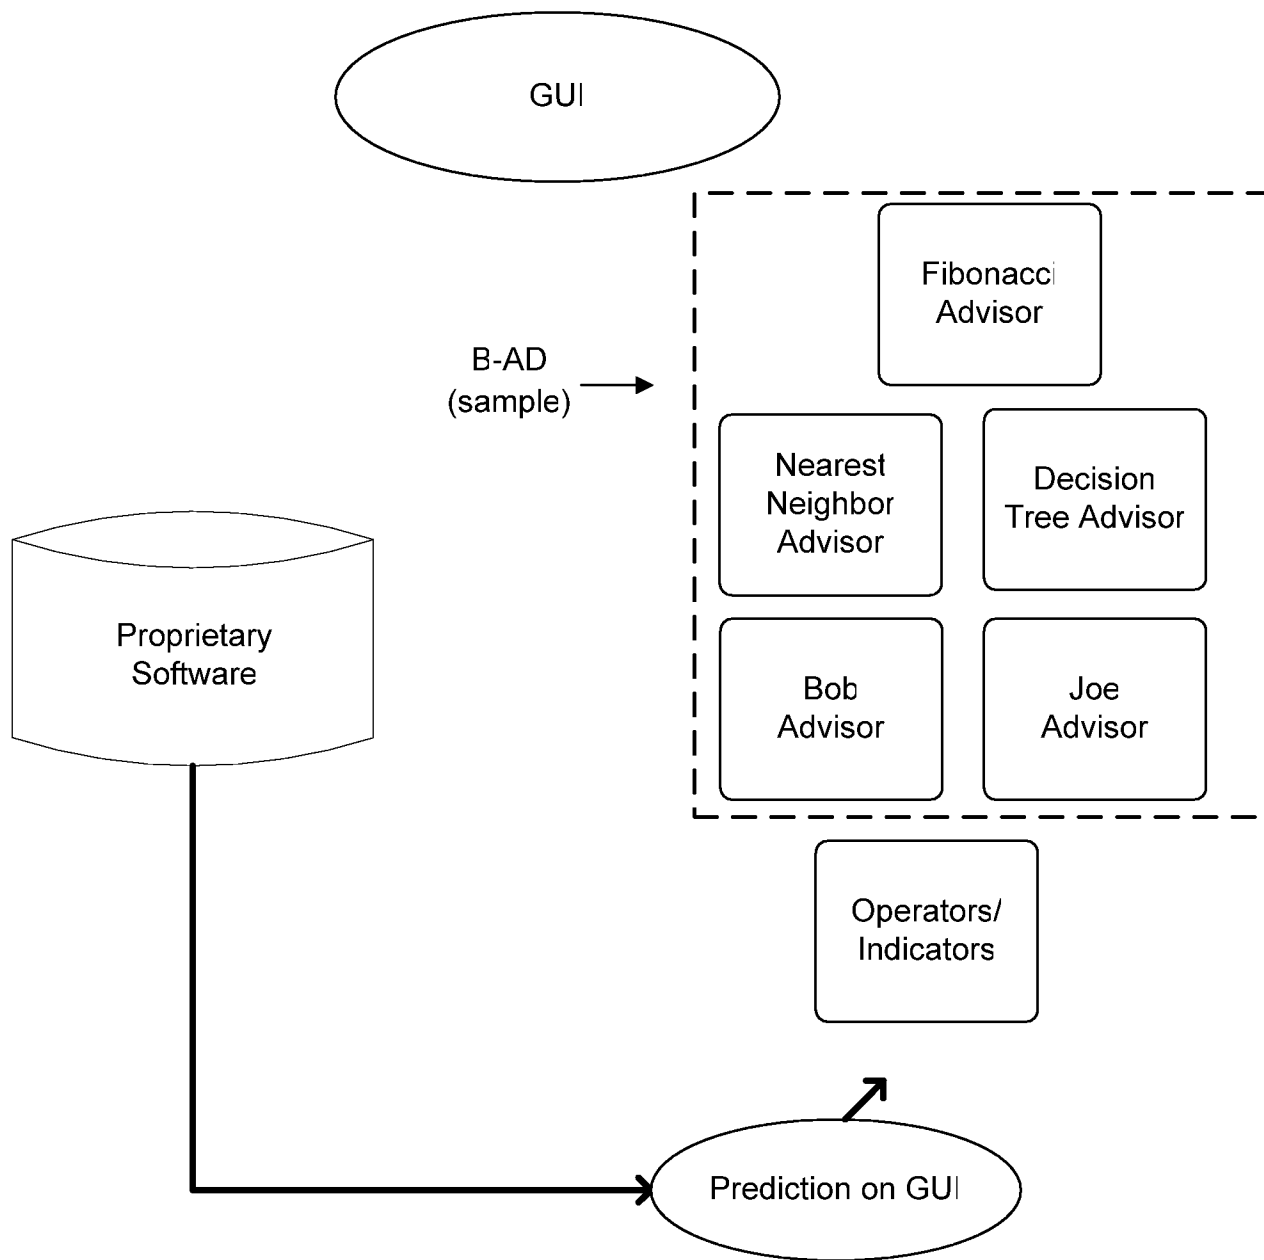 GUI
Fibonacci
Advisor
B-AD
(sample)
Nearest
Neighbor
Advisor
Decision
Tree Advisor
Proprietary
Software
Bob
Advisor
Joe
Advisor
Operators/
Indicators
Prediction on GUI